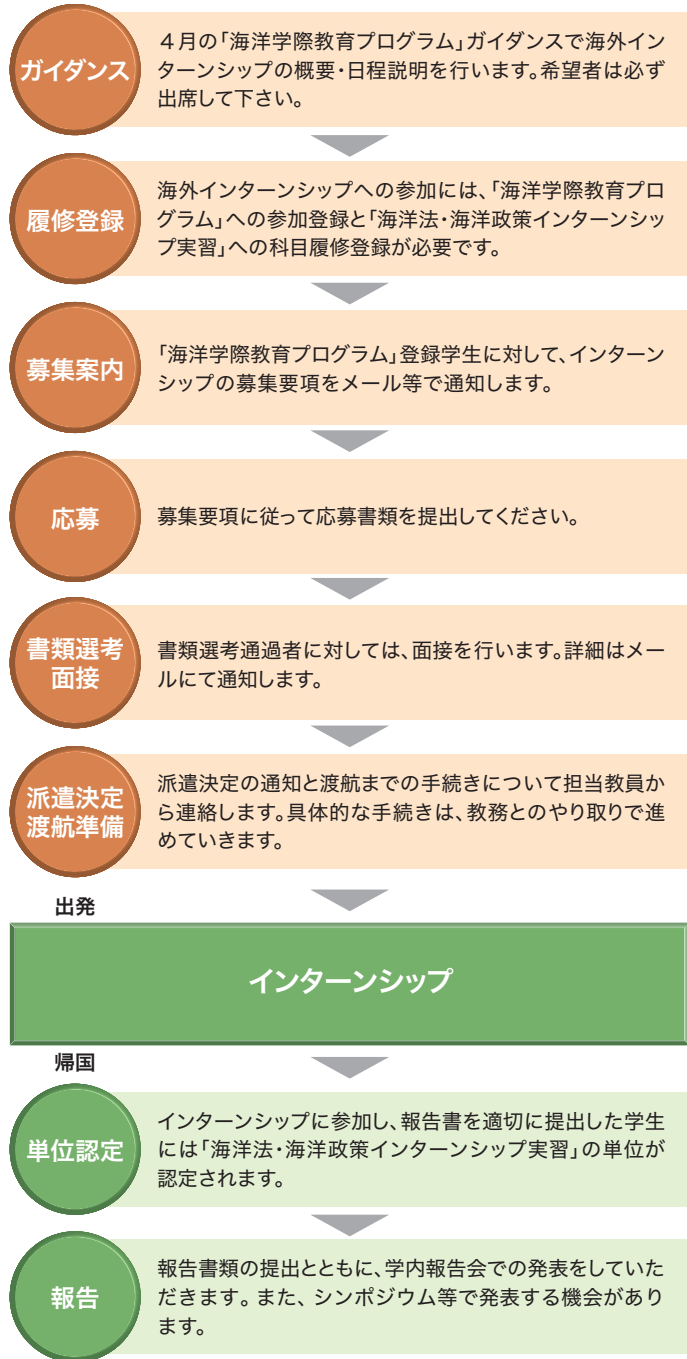 ガイダンス
４月の「海洋学際教育プログラム」ガイダンスで海外イン
ターンシップの概要・日程説明を行います。希望者は必ず
出席して下さい。
履修登録
海外インターンシップへの参加には、「海洋学際教育プロ
グラム」への参加登録と「海洋法・海洋政策インターンシッ
プ実習」への科目履修登録が必要です。
募集案内
「海洋学際教育プログラム」登録学生に対して、インターン
シップの募集要項をメール等で通知します。
応募
募集要項に従って応募書類を提出してください。
書類選考
面接
書類選考通過者に対しては、面接を行います。詳細はメー
ルにて通知します。
派遣決定
渡航準備
派遣決定の通知と渡航までの手続きについて担当教員か
ら連絡します。具体的な手続きは、教務とのやり取りで進
めていきます。
出発
インターンシップ
帰国
単位認定
インターンシップに参加し、報告書を適切に提出した学生
には「海洋法・海洋政策インターンシップ実習」の単位が
認定されます。
報告
報告書類の提出とともに、学内報告会での発表をしていた
だきます。また、シンポジウム等で発表する機会があり
ます。